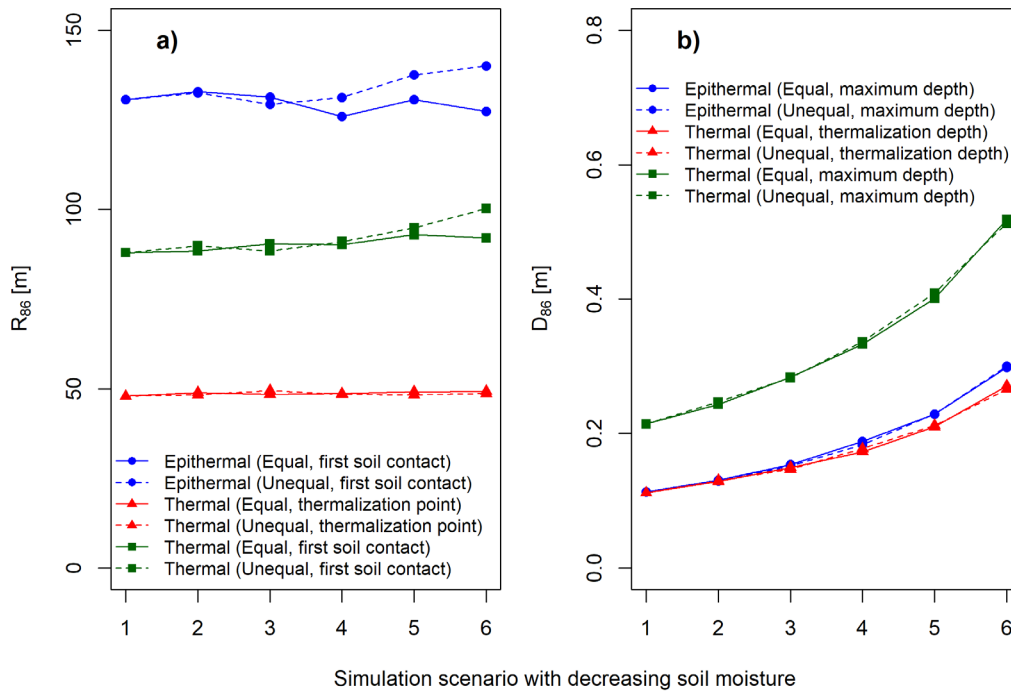 a)
150
100
50
0
R86 [m]
Epithermal (Equal, first soil contact)
Epithermal (Unequal, first soil contact)
Thermal (Equal, thermalization point)
Thermal (Unequal, thermalization point)
Thermal (Equal, first soil contact)
Thermal (Unequal, first soil contact)
1 2 3 4 5 6
b)
0.8
0.6
0.4
0.2
0.0
D86 [m]
Epithermal (Equal, maximum depth)
Epithermal (Unequal, maximum depth)
Thermal (Equal, thermalization depth)
Thermal (Unequal, thermalization depth)
Thermal (Equal, maximum depth)
Thermal (Unequal, maximum depth)
1 2 3 4 5 6
Simulation scenario with decreasing soil moisture